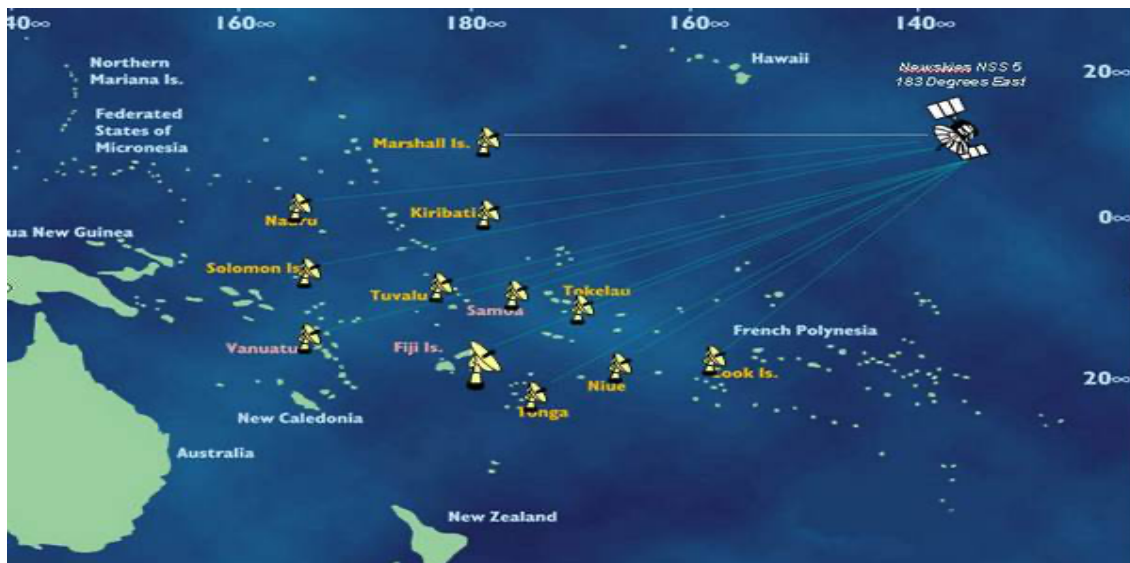 40∞
160∞
180∞
160∞
140∞
Northern
Mariana Is.
Hawaii
Newskies NSS 5
183 Degrees East
20∞
Federated
States of
Micronesia
Marshall Is.
Nauru
Kiribati
0∞
ua New Guinea
Solomon Is
Tuvalu
Samoa
Tokelau
Vanuatu
Fiji Is.
French Polynesia
Niue
Cook Is.
20∞
Tonga
New Caledonia
Australia
New Zealand